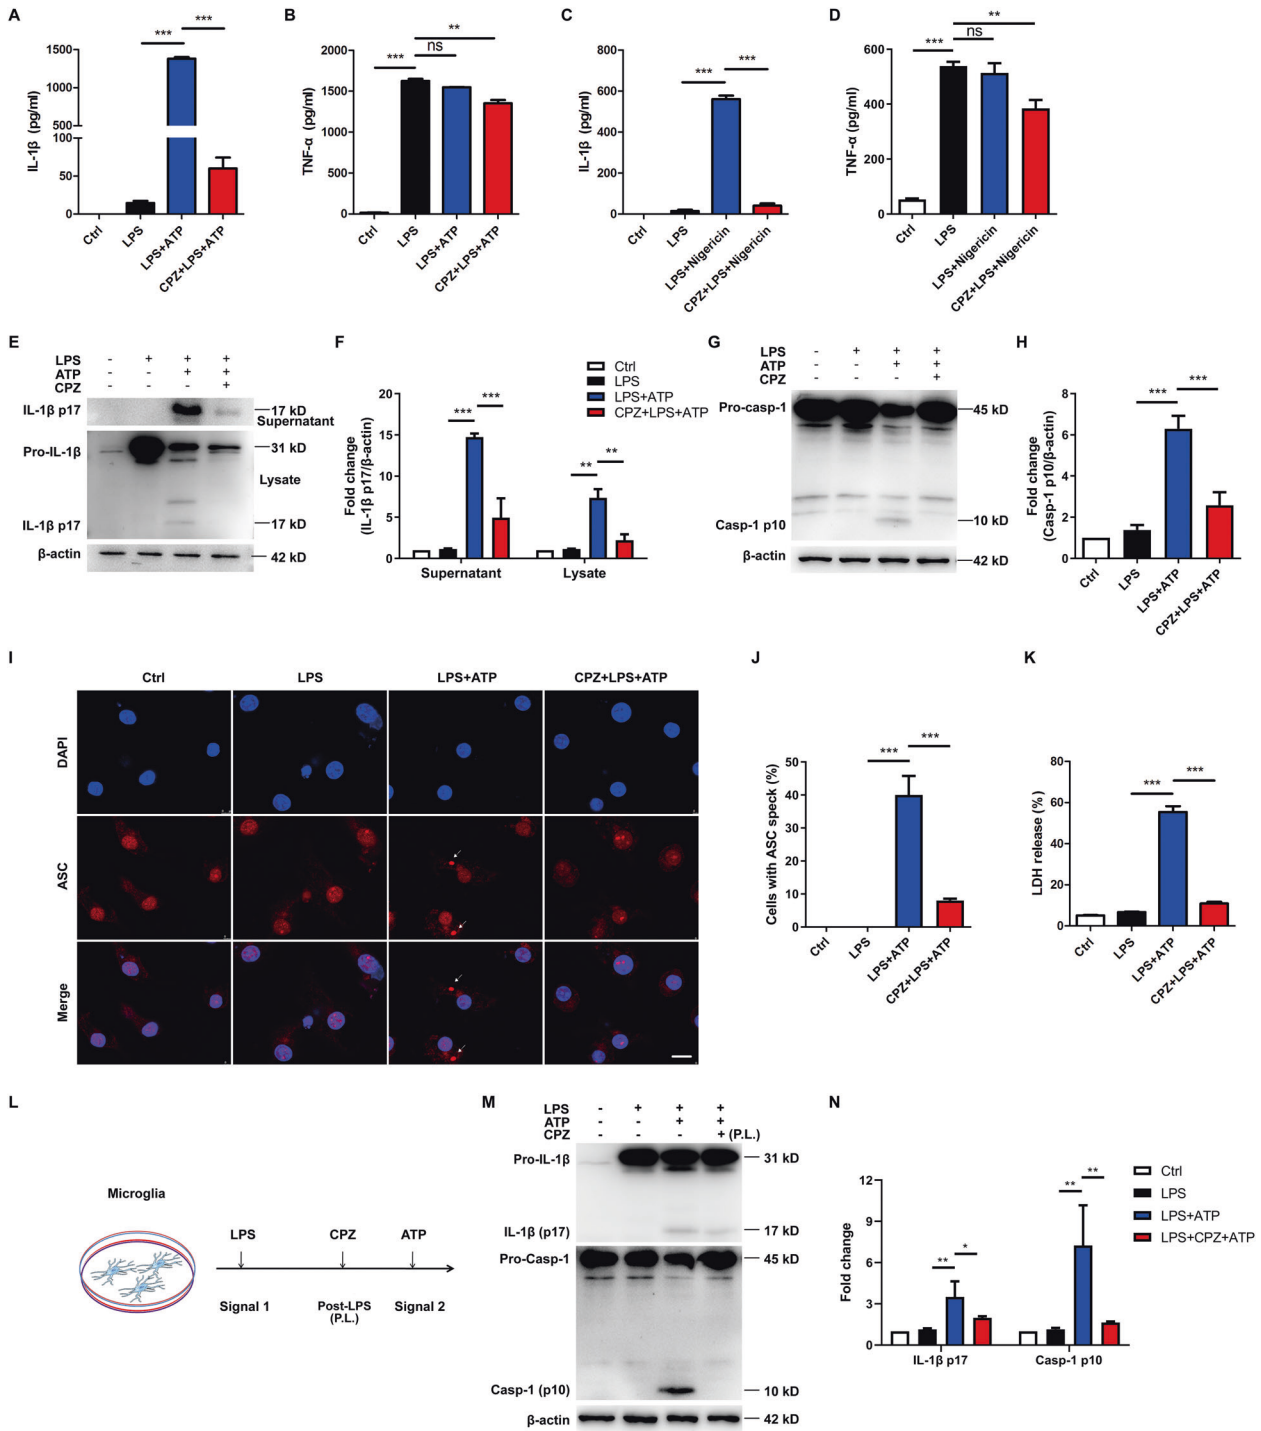 A
IL-1β (pg/ml)
1500
1000
500
100
50
0
***
***
Ctrl
LPS
LPS+ATP
CPZ+LPS+ATP
B
TNF-α (pg/ml)
2000
1500
1000
500
0
***
ns
**
Ctrl
LPS
LPS+ATP
CPZ+LPS+ATP
C
IL-1β (pg/ml)
800
600
400
200
0
***
***
Ctrl
LPS
LPS+Nigericin
CPZ+LPS+Nigericin
D
TNF-α (pg/ml)
600
400
200
0
***
ns
**
Ctrl
LPS
LPS+Nigericin
CPZ+LPS+Nigericin
E
LPS - + + +
ATP - - + +
CPZ - - - +
IL-1β p17
17 kD
Supernatant
Pro-IL-1β
31 kD
Lysate
IL-1β p17
17 kD
β-actin
42 kD
F
Ctrl
LPS
LPS+ATP
CPZ+LPS+ATP
Fold change
(IL-1β p17/β-actin)
20
15
10
5
0
***
***
**
**
Supernatant
Lysate
G
LPS - + + +
ATP - - + +
CPZ - - - +
Pro-casp-1
45 kD
Casp-1 p10
10 kD
β-actin
42 kD
H
Fold change
(Casp-1 p10/β-actin)
8
6
4
2
0
***
***
Ctrl
LPS
LPS+ATP
CPZ+LPS+ATP
I
Ctrl
LPS
LPS+ATP
CPZ+LPS+ATP
DAPI
ASC
Merge
J
Cells with ASC speck (%)
50
40
30
20
10
0
***
***
Ctrl
LPS
LPS+ATP
CPZ+LPS+ATP
K
LDH release (%)
80
60
40
20
0
***
***
Ctrl
LPS
LPS+ATP
CPZ+LPS+ATP
L
Microglia
LPS
CPZ
ATP
Signal 1
Post-LPS
(P.L.)
Signal 2
M
LPS - + + +
ATP - - + +
CPZ - - - + (P.L.)
Pro-IL-1β
31 kD
IL-1β (p17)
17 kD
Pro-Casp-1
45 kD
Casp-1 (p10)
10 kD
β-actin
42 kD
N
Fold change
12
9
6
3
0
**
*
**
**
IL-1β p17
Casp-1 p10
Ctrl
LPS
LPS+ATP
LPS+CPZ+ATP